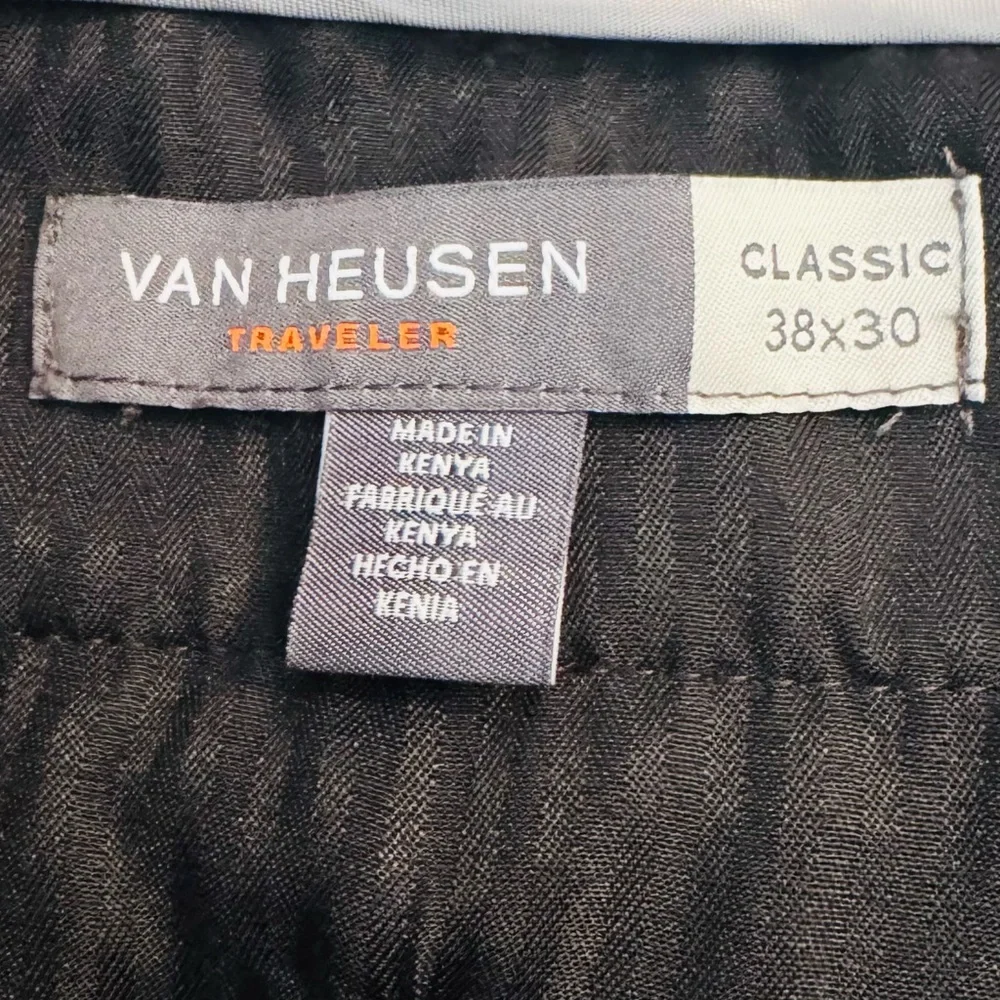 VAN HEUSEN
TRAVELER
CLASSIC
38x30
MADE IN
KENYA
FABRIQUÉ AU
KENYA
HECHO EN
KENIA